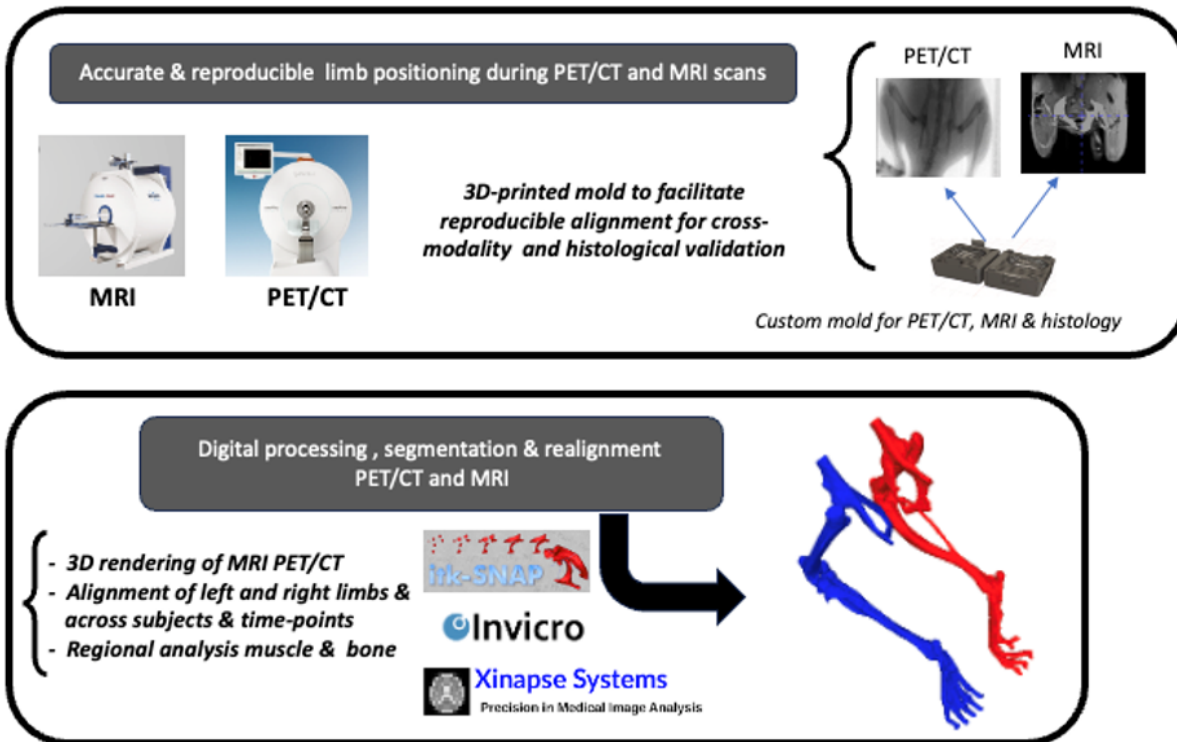 Accurate & reproducible limb positioning during PET/CT and MRI scans
PET/CT
MRI
3D-printed mold to facilitate
reproducible alignment for cross-
modality and histological validation
MRI
PET/CT
Custom mold for PET/CT, MRI & histology
Digital processing , segmentation & realignment
PET/CT and MRI
- 3D rendering of MRI PET/CT
- Alignment of left and right limbs &
across subjects & time-points
- Regional analysis muscle & bone
itk-SNAP
Invicro
Xinapse Systems
Precision in Medical Image Analysis